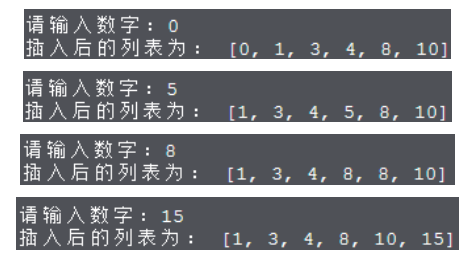 请输入数字：0
插入后的列表为： [0, 1, 3, 4, 8, 10]
请输入数字：5
插入后的列表为： [1, 3, 4, 5, 8, 10]
请输入数字：8
插入后的列表为： [1, 3, 4, 8, 8, 10]
请输入数字：15
插入后的列表为： [1, 3, 4, 8, 10, 15]